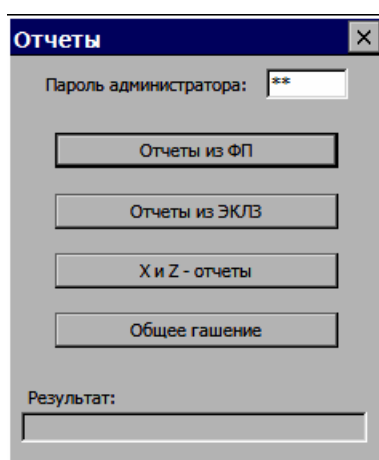 Отчеты
Пароль администратора: **
Отчеты из ФП
Отчеты из ЭКЛЗ
X и Z - отчеты
Общее гашение
Результат: